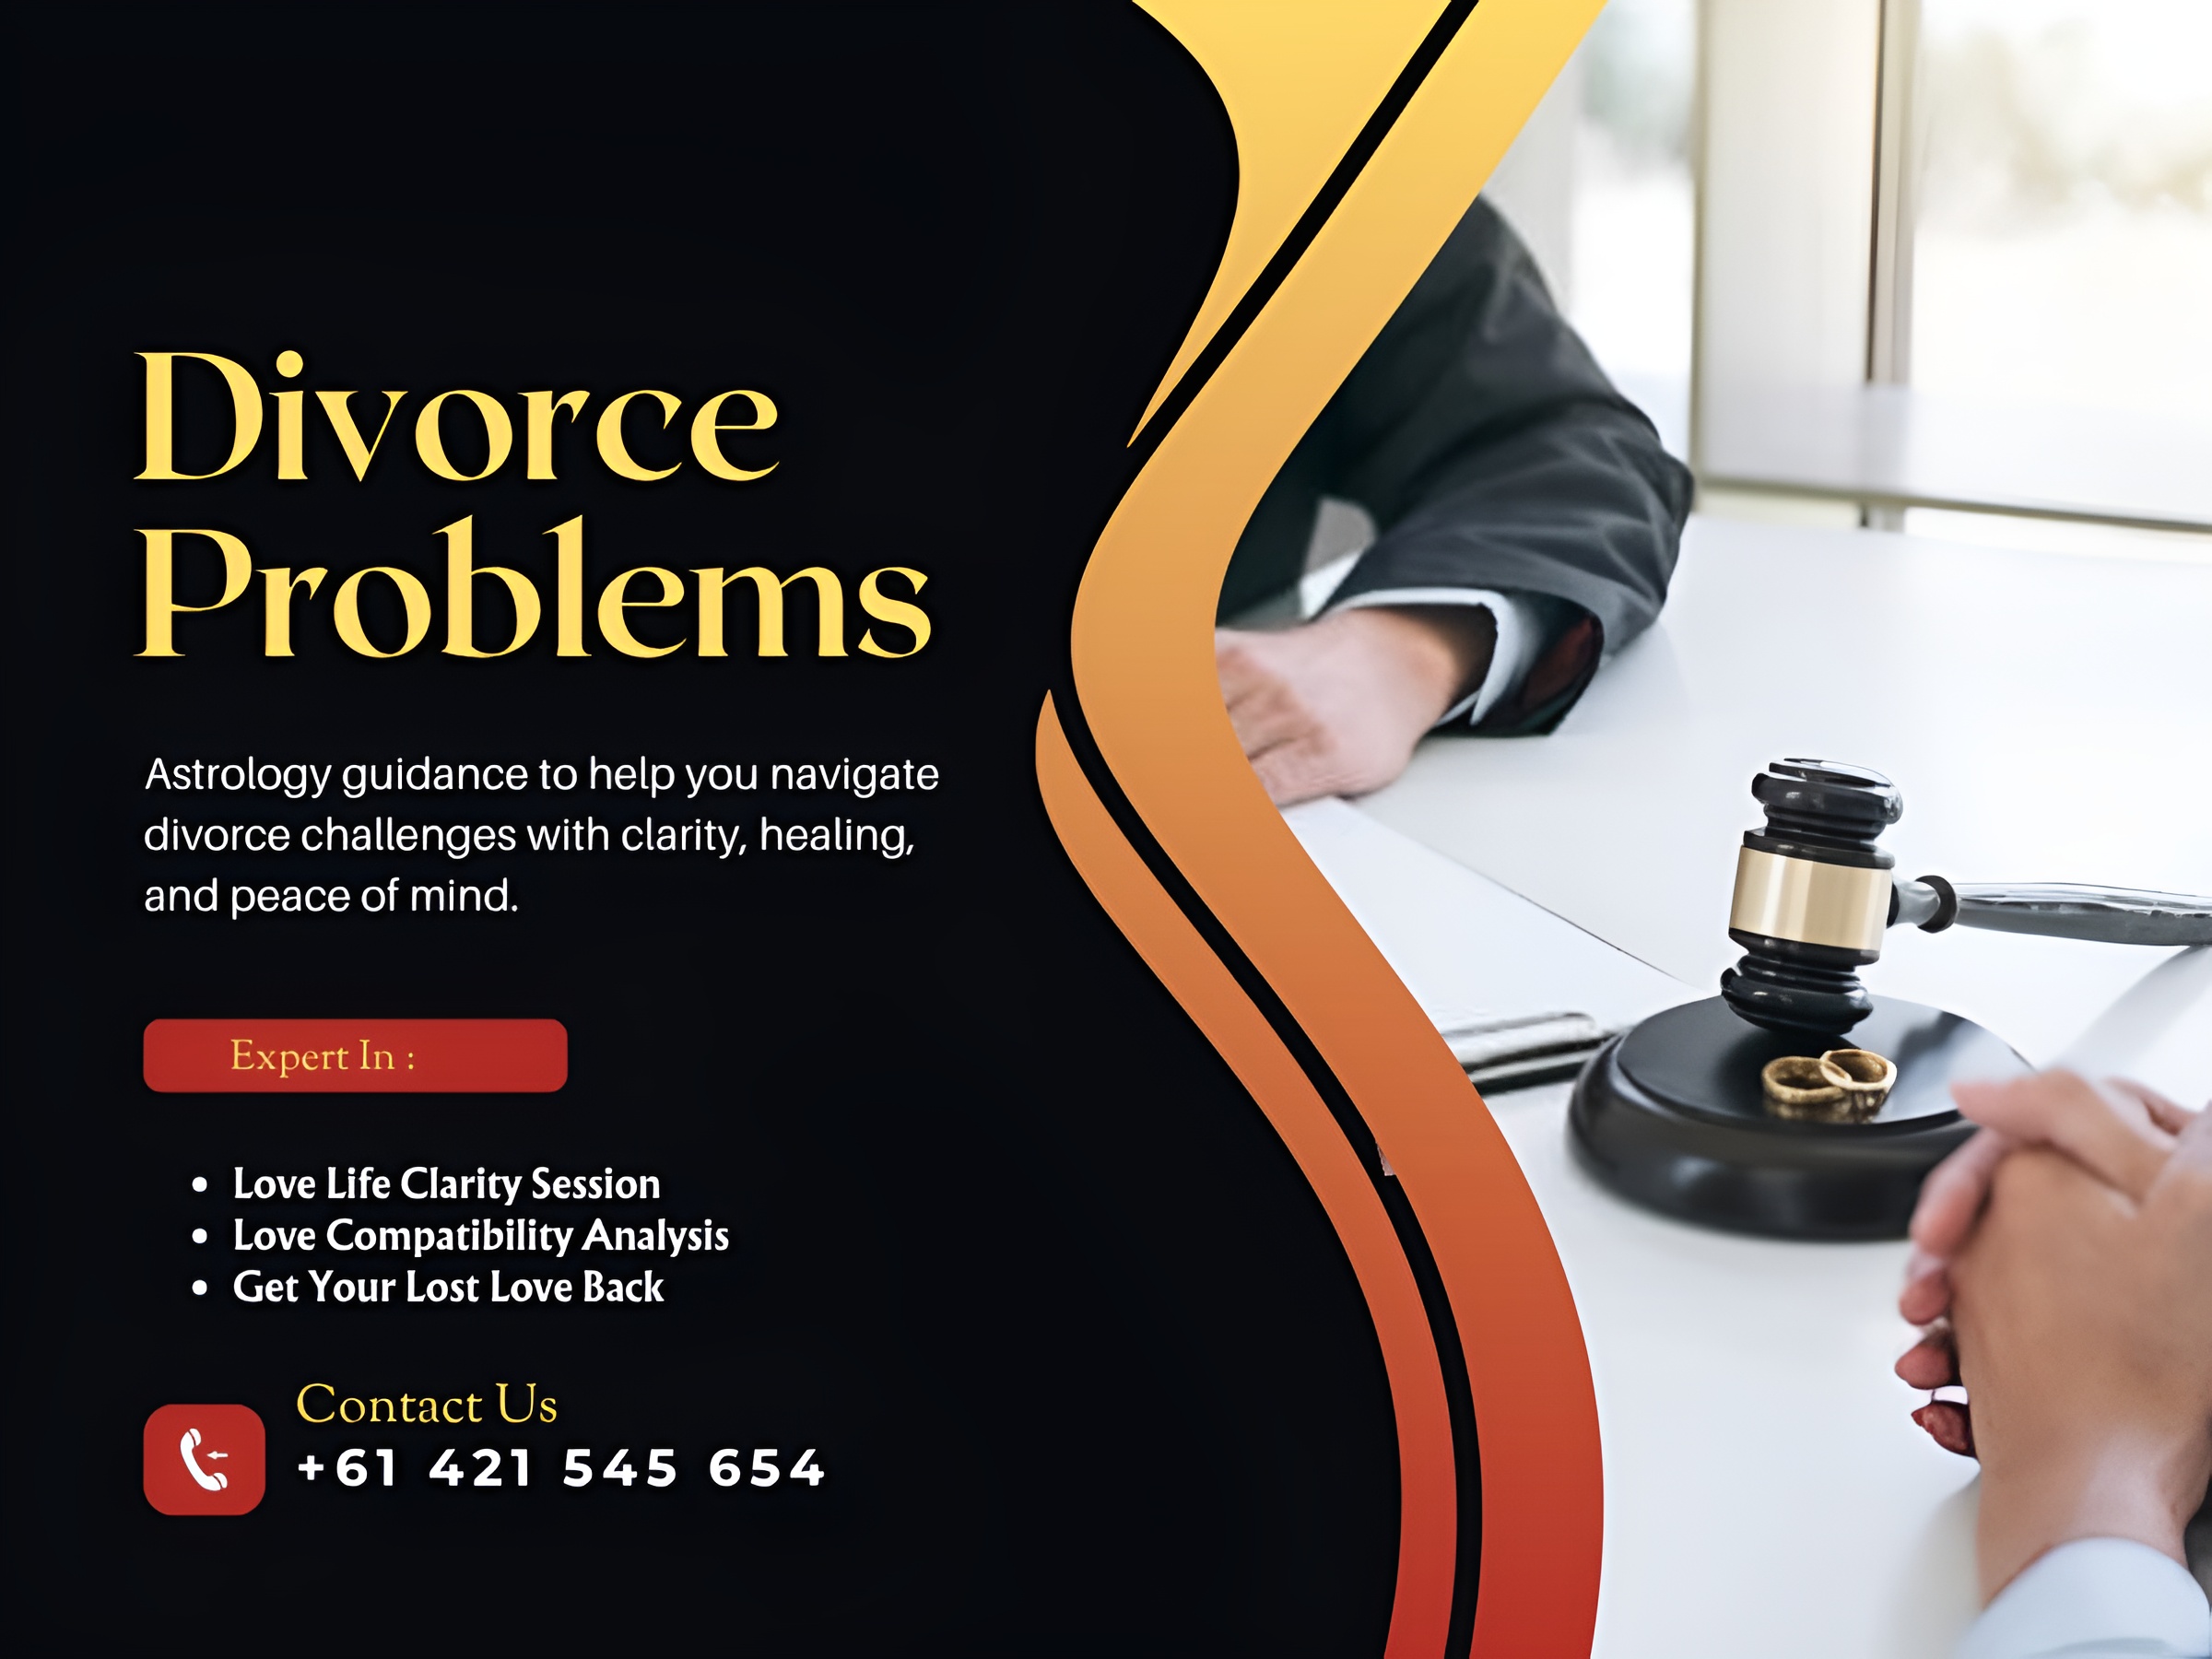 Divorce
Problems
Astrology guidance to help you navigate
divorce challenges with clarity, healing,
and peace of mind.
Expert In :
• Love Life Clarity Session
• Love Compatibility Analysis
• Get Your Lost Love Back
Contact Us
+61 421 545 654